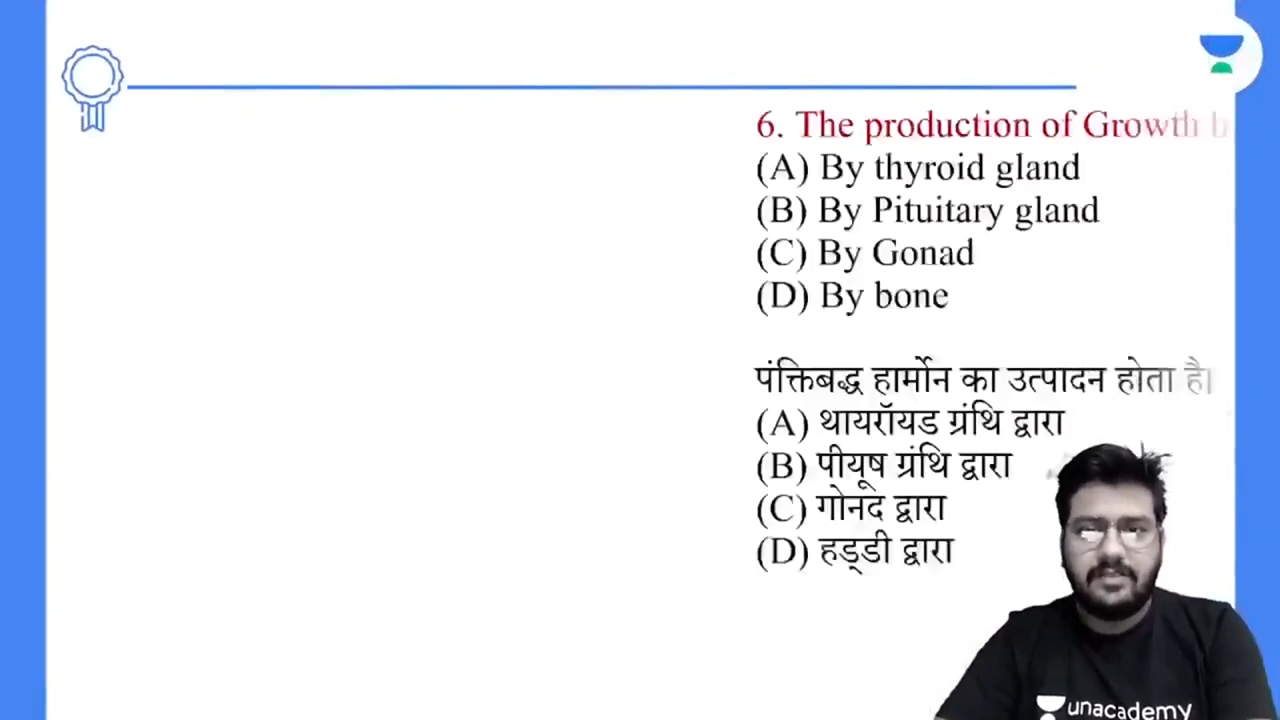 6. The production of Growth
(A) By thyroid gland
(B) By Pituitary gland
(C) By Gonad
(D) By bone
पंक्तिबद्ध हार्मोन का उत्पादन होता है।
(A) थायरॉयड ग्रंथि द्वारा
(B) पीयूष ग्रंथि द्वारा
(C) गोनद द्वारा
(D) हड्डी द्वारा
unacademy